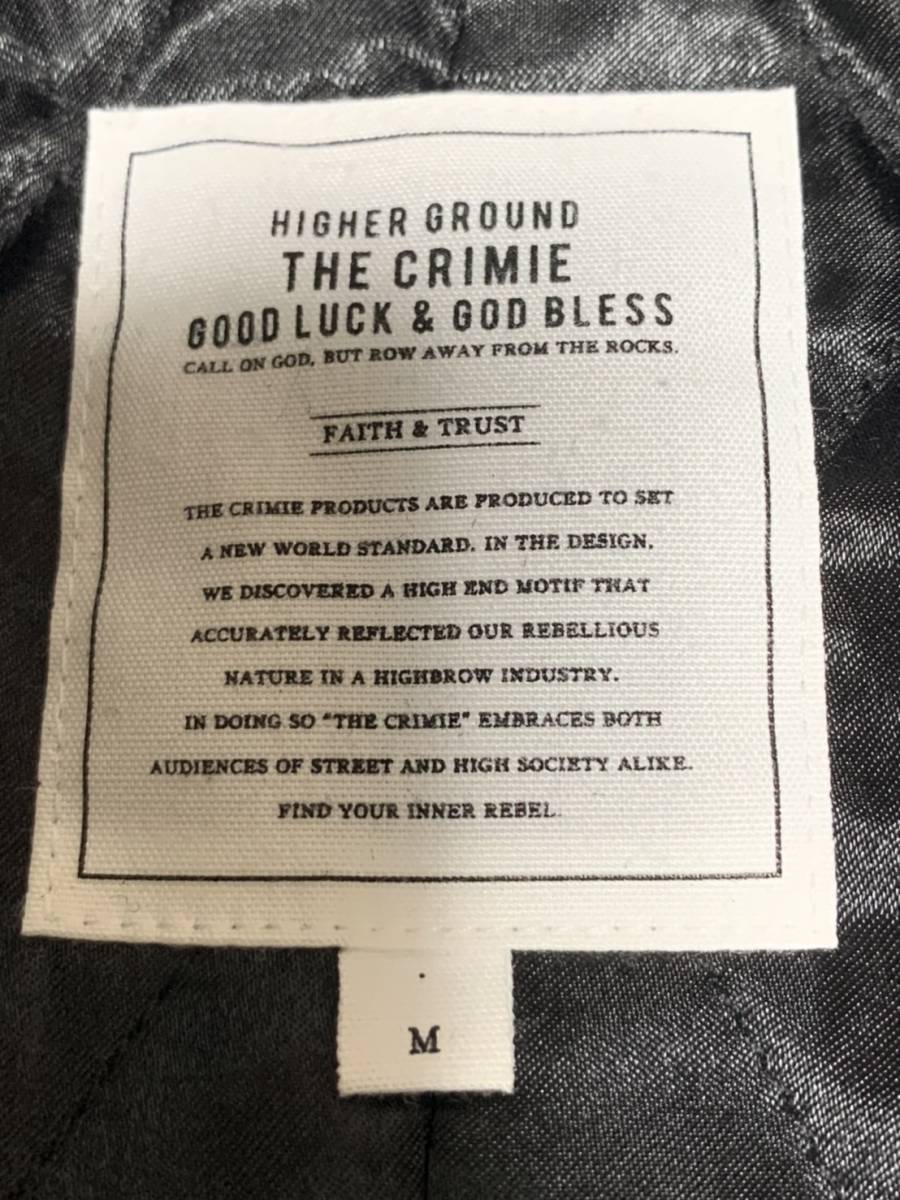 HIGHER GROUND
THE CRIMIE
GOOD LUCK & GOD BLESS
CALL ON GOD, BUT ROW AWAY FROM THE ROCKS.
FAITH & TRUST
THE CRIMIE PRODUCTS ARE PRODUCED TO SET
A NEW WORLD STANDARD. IN THE DESIGN,
WE DISCOVERED A HIGH END MOTIF THAT
ACCURATELY REFLECTED OUR REBELLIOUS
NATURE IN A HIGHBROW INDUSTRY.
IN DOING SO "THE CRIMIE" EMBRACES BOTH
AUDIENCES OF STREET AND HIGH SOCIETY ALIKE.
FIND YOUR INNER REBEL.
M